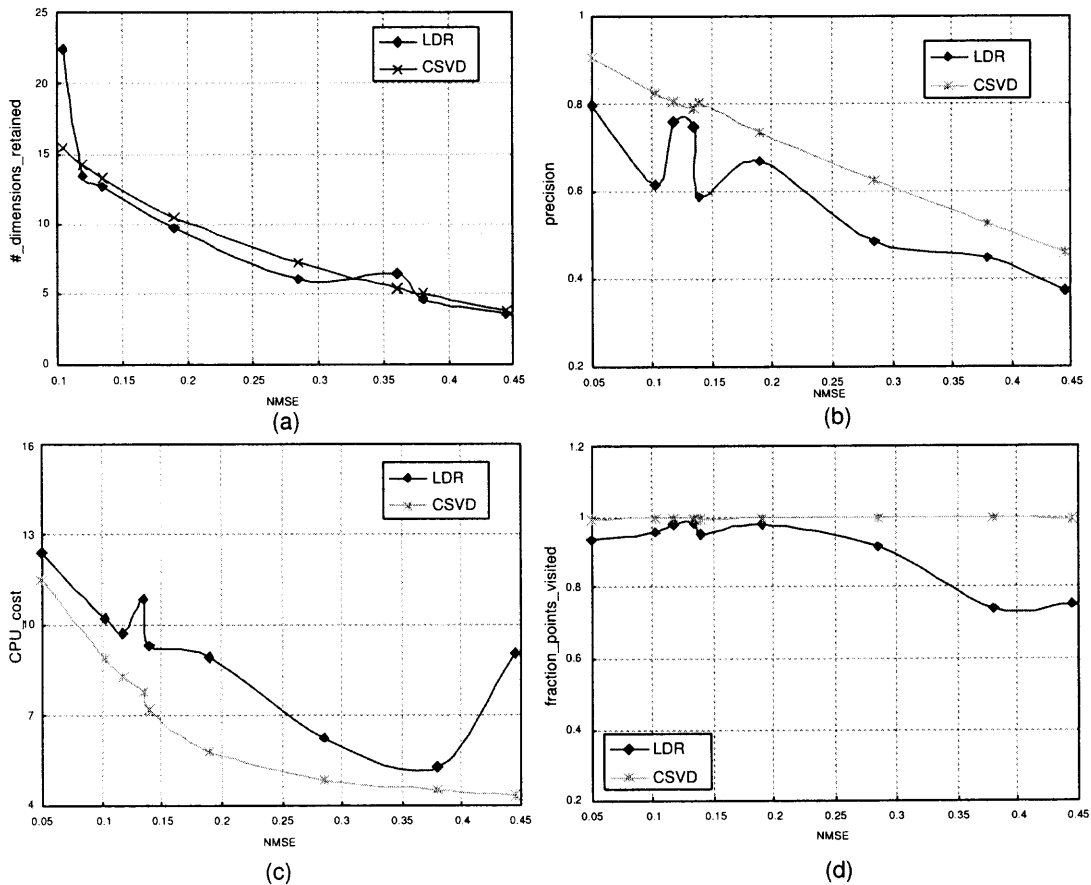 25
20
15
10
5
0
#_dimensions_retained
LDR
CSVD
0.1 0.15 0.2 0.25 0.3 0.35 0.4 0.45
NMSE
(a)
1
0.8
0.6
0.4
0.2
precision
LDR
CSVD
0.05 0.1 0.15 0.2 0.25 0.3 0.35 0.4 0.45
NMSE
(b)
16
13
10
7
4
CPU_cost
LDR
CSVD
0.05 0.1 0.15 0.2 0.25 0.3 0.35 0.4 0.45
NMSE
(c)
1.2
1
0.8
0.6
0.4
0.2
fraction_points_visited
LDR
CSVD
0.05 0.1 0.15 0.2 0.25 0.3 0.35 0.4 0.45
NMSE
(d)